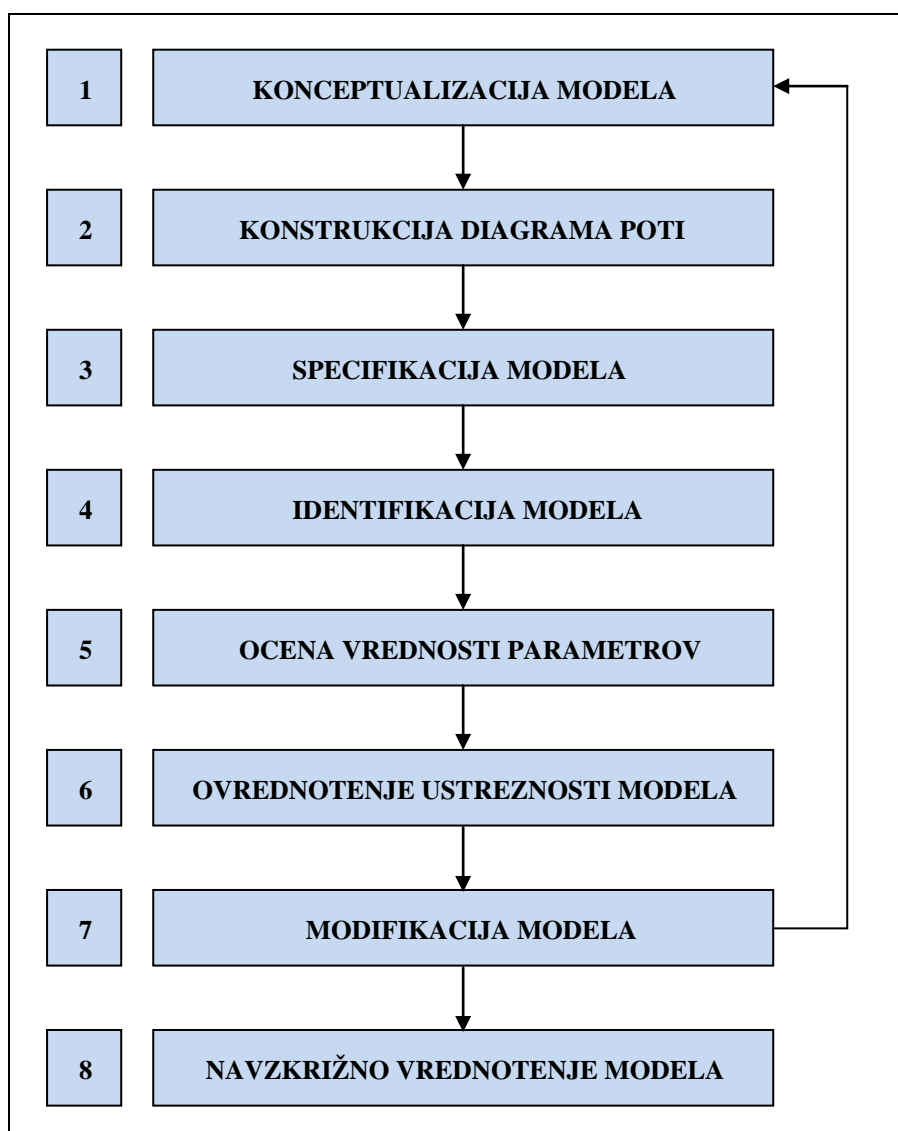 1 KONCEPTUALIZACIJA MODELA
2 KONSTRUKCIJA DIAGRAMA POTI
3 SPECIFIKACIJA MODELA
4 IDENTIFIKACIJA MODELA
5 OCENA VREDNOSTI PARAMETROV
6 OVREDNOTENJE USTREZNOSTI MODELA
7 MODIFIKACIJA MODELA
8 NAVZKRIŽNO VREDNOTENJE MODELA